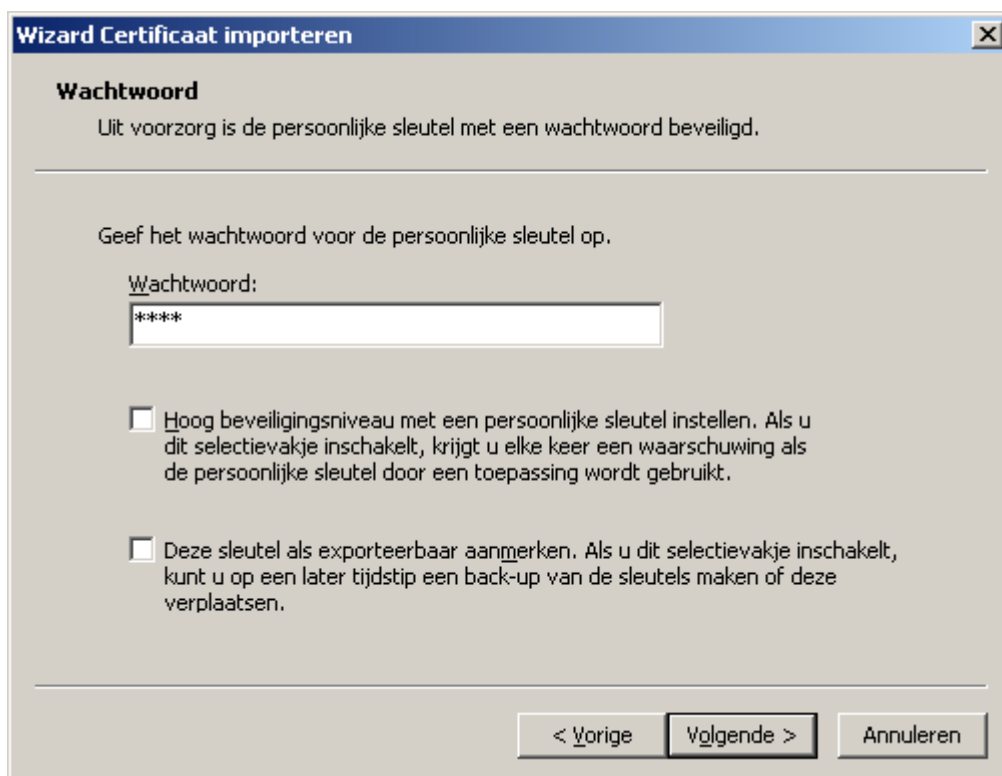 Wizard Certificaat importeren
Wachtwoord
Uit voorzorg is de persoonlijke sleutel met een wachtwoord beveiligd.
Geef het wachtwoord voor de persoonlijke sleutel op.
Wachtwoord:
****
Hoog beveiligingsniveau met een persoonlijke sleutel instellen. Als u
dit selectievakje inschakelt, krijgt u elke keer een waarschuwing als
de persoonlijke sleutel door een toepassing wordt gebruikt.
Deze sleutel als exporteerbaar aanmerken. Als u dit selectievakje inschakelt,
kunt u op een later tijdstip een back-up van de sleutels maken of deze
verplaatsen.
< Vorige Volgende > Annuleren